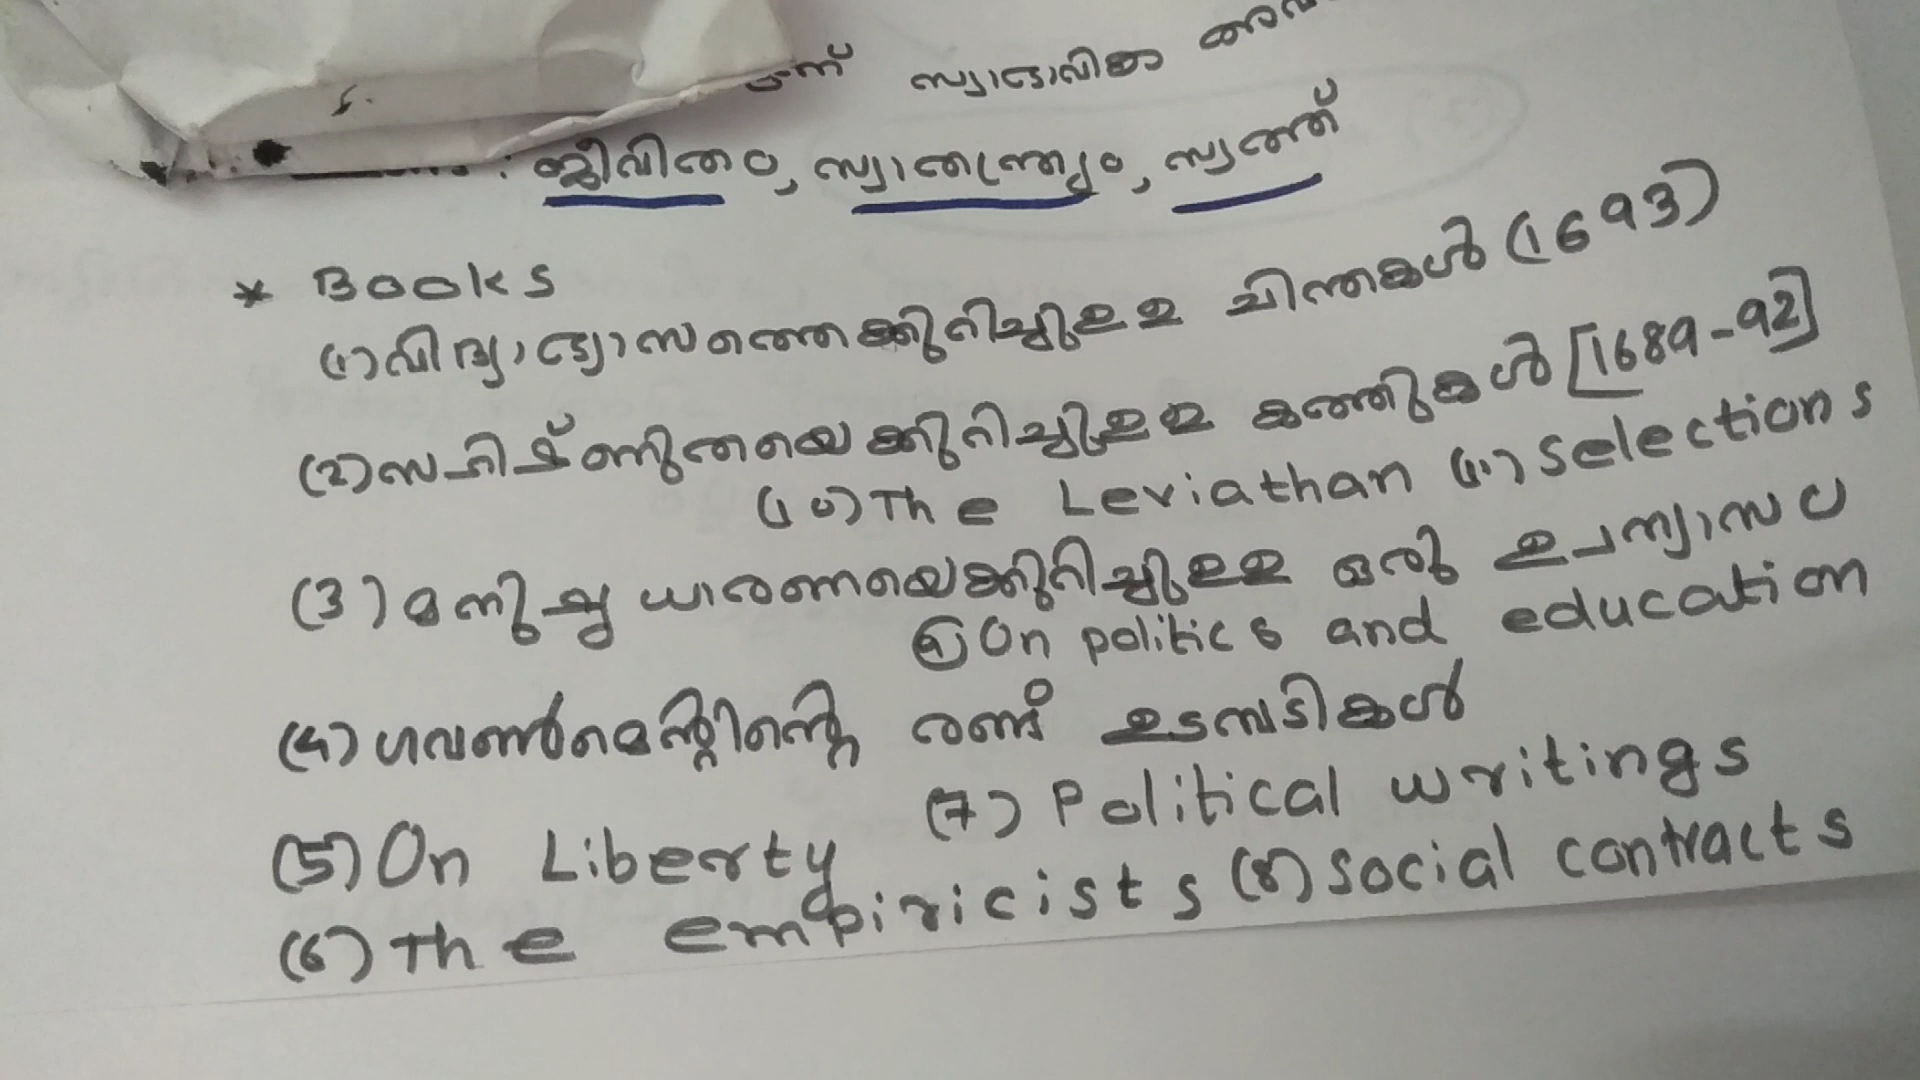 മൂന്ന് സ്വാഭാവിക
ജീവിതം, സ്വാതന്ത്ര്യം, സ്വത്ത്
* Books
(1) വിദ്യാഭ്യാസത്തെക്കുറിച്ചുള്ള ചിന്തകൾ (1693)
(2) സഹിഷ്ണുതയെക്കുറിച്ചുള്ള കത്തുകൾ [1689-92]
(10) The Leviathan (11) Selections
(3) മനുഷ്യ ധാരണയെക്കുറിച്ചുള്ള ഒരു ഉപന്യാസം
(9) On politics and education
(4) ഗവൺമെന്റിന്റെ രണ്ട് ഉടമ്പടികൾ
(7) Political writings
(5) On Liberty
(6) The empiricists (8) social contracts